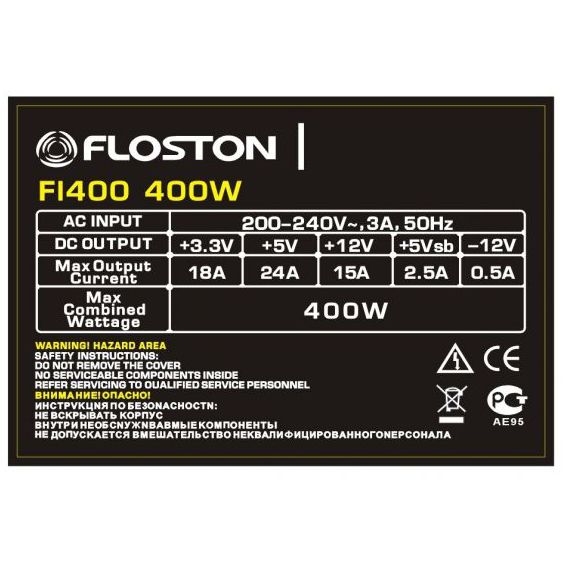 FLOSTON
FI400 400W
AC INPUT 200-240V~,3A,50Hz
DC OUTPUT +3.3V +5V +12V +5Vsb -12V
Max Output
Current 18A 24A 15A 2.5A 0.5A
Max
Combined
Wattage 400W
WARNING! HAZARD AREA
SAFETY INSTRUCTIONS:
DO NOT REMOVE THE COVER
NO SERVICEABLE COMPONENTS INSIDE
REFER SERVICING TO QUALIFIED SERVICE PERSONNEL
ВНИМАНИЕ!ОПАСНО!
ИНСТРУКЦИЯ ПО БЕЗОПАСНОСТИ:
НЕ ВСКРЫВАТЬ КОРПУС
ВНУТРИ НЕОБСЛУЖИВАЕМЫЕ КОМПОНЕНТЫ
НЕ ДОПУСКАЕТСЯ ВМЕШАТЕЛЬСТВО НЕКВАЛИФИЦИРОВАННОГОПЕРСОНАЛА
CE
РСТ
AE95